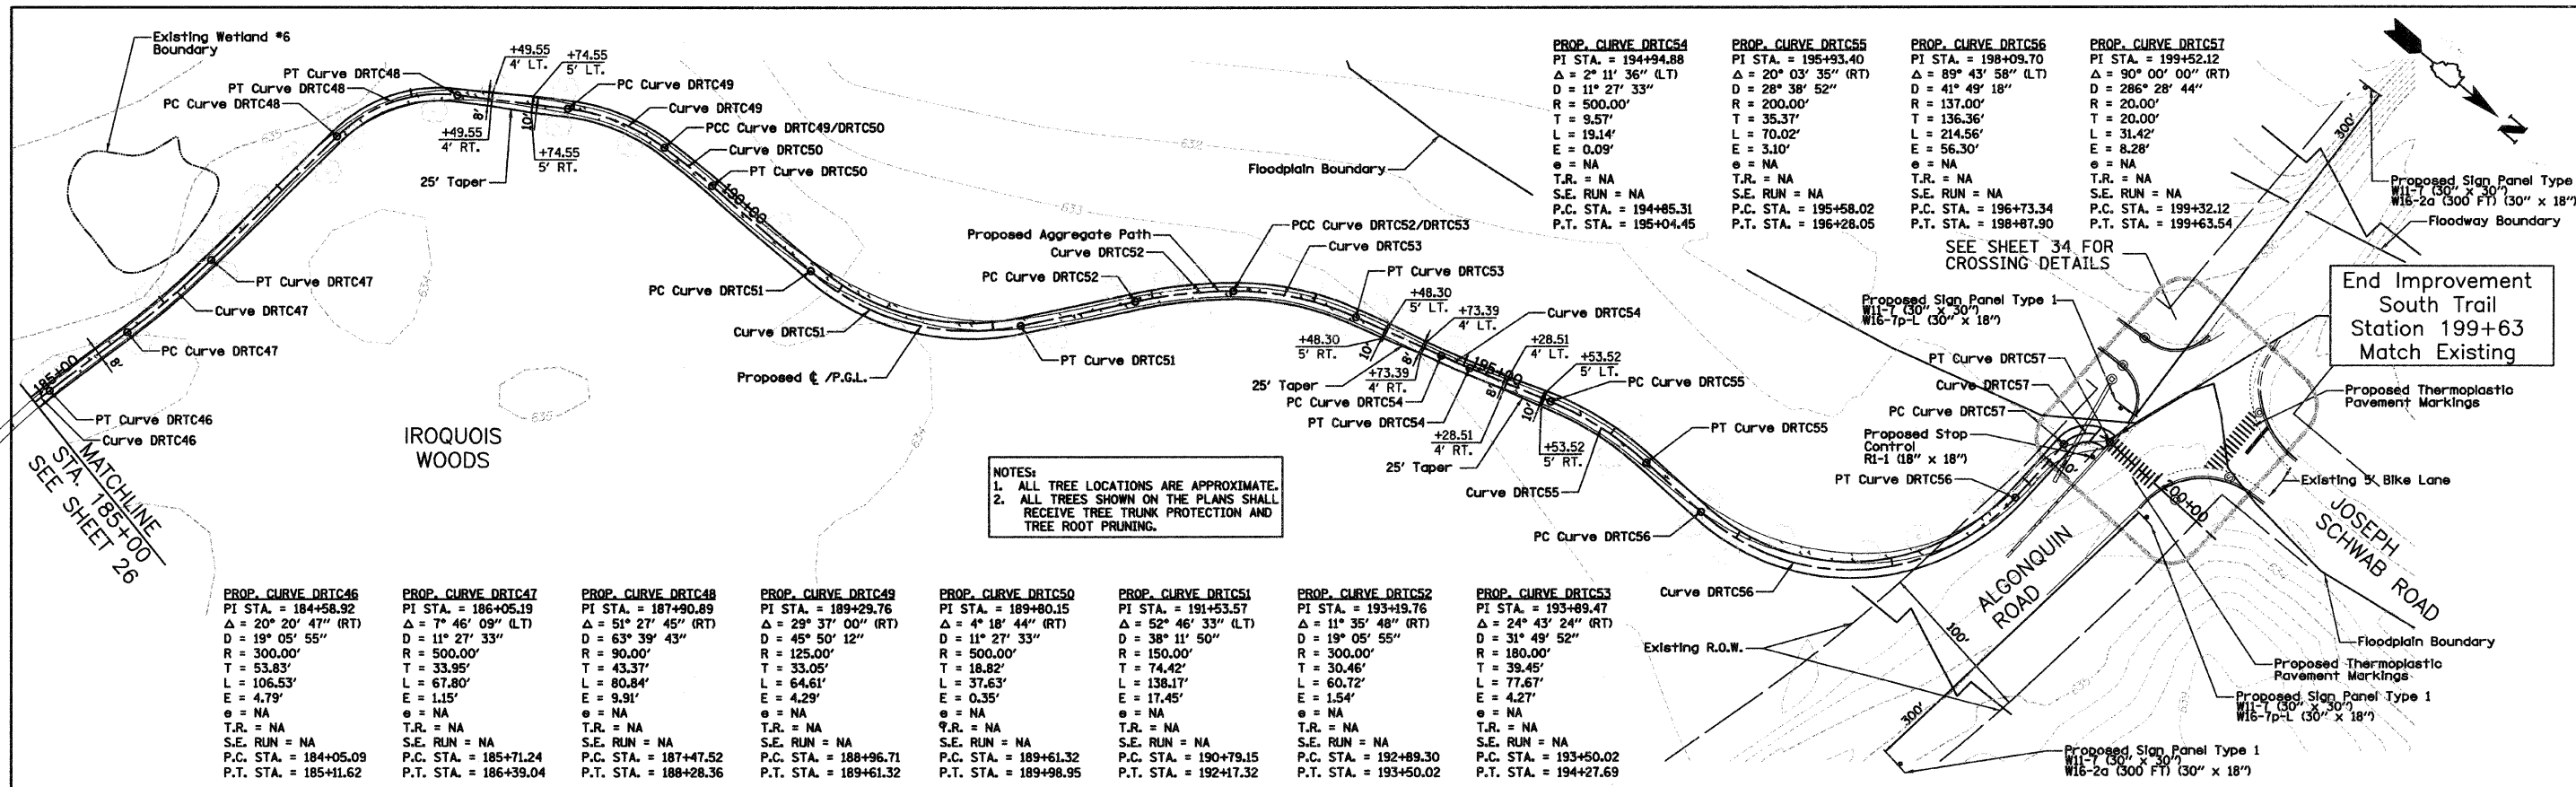 Existing Wetland #6
Boundary
PT Curve DRTC48
PT Curve DRTC48
PC Curve DRTC48
+49.55
4' LT.
+74.55
5' LT.
8'
10'
+49.55
4' RT.
+74.55
5' RT.
25' Taper
PC Curve DRTC49
Curve DRTC49
PCC Curve DRTC49/DRTC50
Curve DRTC50
PT Curve DRTC50
190+00
635
634
635
632
633
634
PT Curve DRTC47
Curve DRTC47
PC Curve DRTC47
185+00
8'
PT Curve DRTC46
Curve DRTC46
MATCHLINE
STA. 185+00
SEE SHEET 26
IROQUOIS
WOODS
PC Curve DRTC51
Curve DRTC51
Proposed ℄ /P.G.L.
PT Curve DRTC51
Proposed Aggregate Path
Curve DRTC52
PC Curve DRTC52
PCC Curve DRTC52/DRTC53
Curve DRTC53
PT Curve DRTC53
Floodplain Boundary
+48.30
5' LT.
+73.39
4' LT.
+48.30
5' RT.
10'
8'
+73.39
4' RT.
25' Taper
Curve DRTC54
PC Curve DRTC54
PT Curve DRTC54
195+00
+28.51
4' LT.
+53.52
5' LT.
8'
10'
+28.51
4' RT.
+53.52
5' RT.
25' Taper
PC Curve DRTC55
PT Curve DRTC55
Curve DRTC55
PC Curve DRTC56
Curve DRTC56
NOTES:
1. ALL TREE LOCATIONS ARE APPROXIMATE.
2. ALL TREES SHOWN ON THE PLANS SHALL
RECEIVE TREE TRUNK PROTECTION AND
TREE ROOT PRUNING.
PROP. CURVE DRTC54
PI STA. = 194+94.88
Δ = 2° 11' 36" (LT)
D = 11° 27' 33"
R = 500.00'
T = 9.57'
L = 19.14'
E = 0.09'
e = NA
T.R. = NA
S.E. RUN = NA
P.C. STA. = 194+85.31
P.T. STA. = 195+04.45
PROP. CURVE DRTC55
PI STA. = 195+93.40
Δ = 20° 03' 35" (RT)
D = 28° 38' 52"
R = 200.00'
T = 35.37'
L = 70.02'
E = 3.10'
e = NA
T.R. = NA
S.E. RUN = NA
P.C. STA. = 195+58.02
P.T. STA. = 196+28.05
PROP. CURVE DRTC56
PI STA. = 198+09.70
Δ = 89° 43' 58" (LT)
D = 41° 49' 18"
R = 137.00'
T = 136.36'
L = 214.56'
E = 56.30'
e = NA
T.R. = NA
S.E. RUN = NA
P.C. STA. = 196+73.34
P.T. STA. = 198+87.90
PROP. CURVE DRTC57
PI STA. = 199+52.12
Δ = 90° 00' 00" (RT)
D = 286° 28' 44"
R = 20.00'
T = 20.00'
L = 31.42'
E = 8.28'
e = NA
T.R. = NA
S.E. RUN = NA
P.C. STA. = 199+32.12
P.T. STA. = 199+63.54
N
300'
Proposed Sign Panel Type
W11-7 (30" x 30")
W16-2a (300 FT) (30" x 18")
Floodway Boundary
SEE SHEET 34 FOR
CROSSING DETAILS
End Improvement
South Trail
Station 199+63
Match Existing
Proposed Sign Panel Type 1
W11-7 (30" x 30")
W16-7p-L (30" x 18")
PT Curve DRTC57
Curve DRTC57
PC Curve DRTC57
Proposed Stop
Control
R1-1 (18" x 18")
PT Curve DRTC56
10'
200+00
Proposed Thermoplastic
Pavement Markings
Existing 5' Bike Lane
JOSEPH
SCHWAB ROAD
ALGONQUIN
ROAD
Existing R.O.W.
100'
300'
634
635
Floodplain Boundary
Proposed Thermoplastic
Pavement Markings
Proposed Sign Panel Type 1
W11-7 (30" x 30")
W16-7p-L (30" x 18")
Proposed Sign Panel Type 1
W11-7 (30" x 30")
W16-2a (300 FT) (30" x 18")
PROP. CURVE DRTC46
PI STA. = 184+58.92
Δ = 20° 20' 47" (RT)
D = 19° 05' 55"
R = 300.00'
T = 53.83'
L = 106.53'
E = 4.79'
e = NA
T.R. = NA
S.E. RUN = NA
P.C. STA. = 184+05.09
P.T. STA. = 185+11.62
PROP. CURVE DRTC47
PI STA. = 186+05.19
Δ = 7° 46' 09" (LT)
D = 11° 27' 33"
R = 500.00'
T = 33.95'
L = 67.80'
E = 1.15'
e = NA
T.R. = NA
S.E. RUN = NA
P.C. STA. = 185+71.24
P.T. STA. = 186+39.04
PROP. CURVE DRTC48
PI STA. = 187+90.89
Δ = 51° 27' 45" (RT)
D = 63° 39' 43"
R = 90.00'
T = 43.37'
L = 80.84'
E = 9.91'
e = NA
T.R. = NA
S.E. RUN = NA
P.C. STA. = 187+47.52
P.T. STA. = 188+28.36
PROP. CURVE DRTC49
PI STA. = 189+29.76
Δ = 29° 37' 00" (RT)
D = 45° 50' 12"
R = 125.00'
T = 33.05'
L = 64.61'
E = 4.29'
e = NA
T.R. = NA
S.E. RUN = NA
P.C. STA. = 188+96.71
P.T. STA. = 189+61.32
PROP. CURVE DRTC50
PI STA. = 189+80.15
Δ = 4° 18' 44" (RT)
D = 11° 27' 33"
R = 500.00'
T = 18.82'
L = 37.63'
E = 0.35'
e = NA
T.R. = NA
S.E. RUN = NA
P.C. STA. = 189+61.32
P.T. STA. = 189+98.95
PROP. CURVE DRTC51
PI STA. = 191+53.57
Δ = 52° 46' 33" (LT)
D = 38° 11' 50"
R = 150.00'
T = 74.42'
L = 138.17'
E = 17.45'
e = NA
T.R. = NA
S.E. RUN = NA
P.C. STA. = 190+79.15
P.T. STA. = 192+17.32
PROP. CURVE DRTC52
PI STA. = 193+19.76
Δ = 11° 35' 48" (RT)
D = 19° 05' 55"
R = 300.00'
T = 30.46'
L = 60.72'
E = 1.54'
e = NA
T.R. = NA
S.E. RUN = NA
P.C. STA. = 192+89.30
P.T. STA. = 193+50.02
PROP. CURVE DRTC53
PI STA. = 193+89.47
Δ = 24° 43' 24" (RT)
D = 31° 49' 52"
R = 180.00'
T = 39.45'
L = 77.67'
E = 4.27'
e = NA
T.R. = NA
S.E. RUN = NA
P.C. STA. = 193+50.02
P.T. STA. = 194+27.69